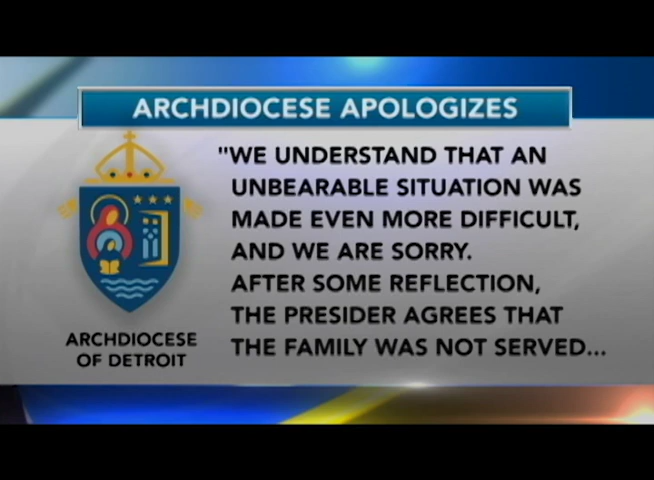 ARCHDIOCESE APOLOGIZES
"WE UNDERSTAND THAT AN
UNBEARABLE SITUATION WAS
MADE EVEN MORE DIFFICULT,
AND WE ARE SORRY.
AFTER SOME REFLECTION,
THE PRESIDER AGREES THAT
THE FAMILY WAS NOT SERVED...
ARCHDIOCESE
OF DETROIT